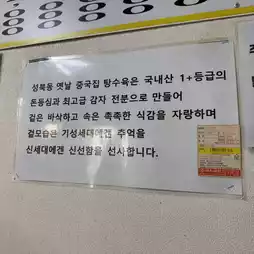 성북동 옛날 중국집 탕수육은 국내산 1+등급의
돈등심과 최고급 감자 전분으로 만들어
겉은 바삭하고 속은 촉촉한 식감을 자랑하며
겉모습은 기성세대에겐 추억을
신세대에겐 신선함을 선사합니다.